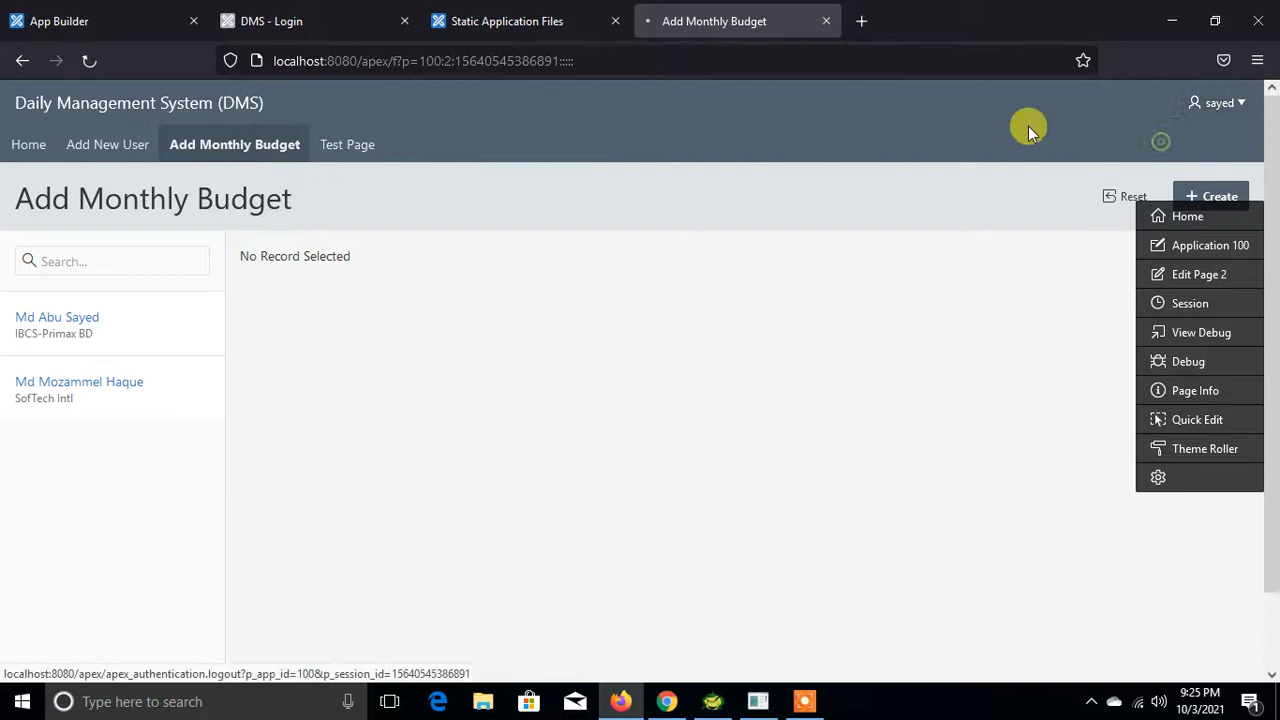 App Builder
DMS - Login
Static Application Files
Add Monthly Budget
localhost:8080/apex/f?p=100:2:15640545386891:::::
Daily Management System (DMS)
sayed
Home
Add New User
Add Monthly Budget
Test Page
Add Monthly Budget
Reset
Create
Search...
No Record Selected
Md Abu Sayed
IBCS-Primax BD
Md Mozammel Haque
SofTech Intl
Home
Application 100
Edit Page 2
Session
View Debug
Debug
Page Info
Quick Edit
Theme Roller
localhost:8080/apex/apex_authentication.logout?p_app_id=100&p_session_id=15640545386891
Type here to search
9:25 PM
10/3/2021
1